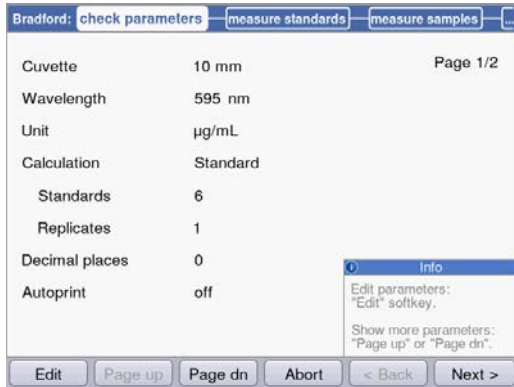 Bradford: check parameters measure standards measure samples ...
Page 1/2
Cuvette 10 mm
Wavelength 595 nm
Unit µg/mL
Calculation Standard
Standards 6
Replicates 1
Decimal places 0
Autoprint off
Info
Edit parameters:
"Edit" softkey.
Show more parameters:
"Page up" or "Page dn".
Edit Page up Page dn Abort < Back Next >